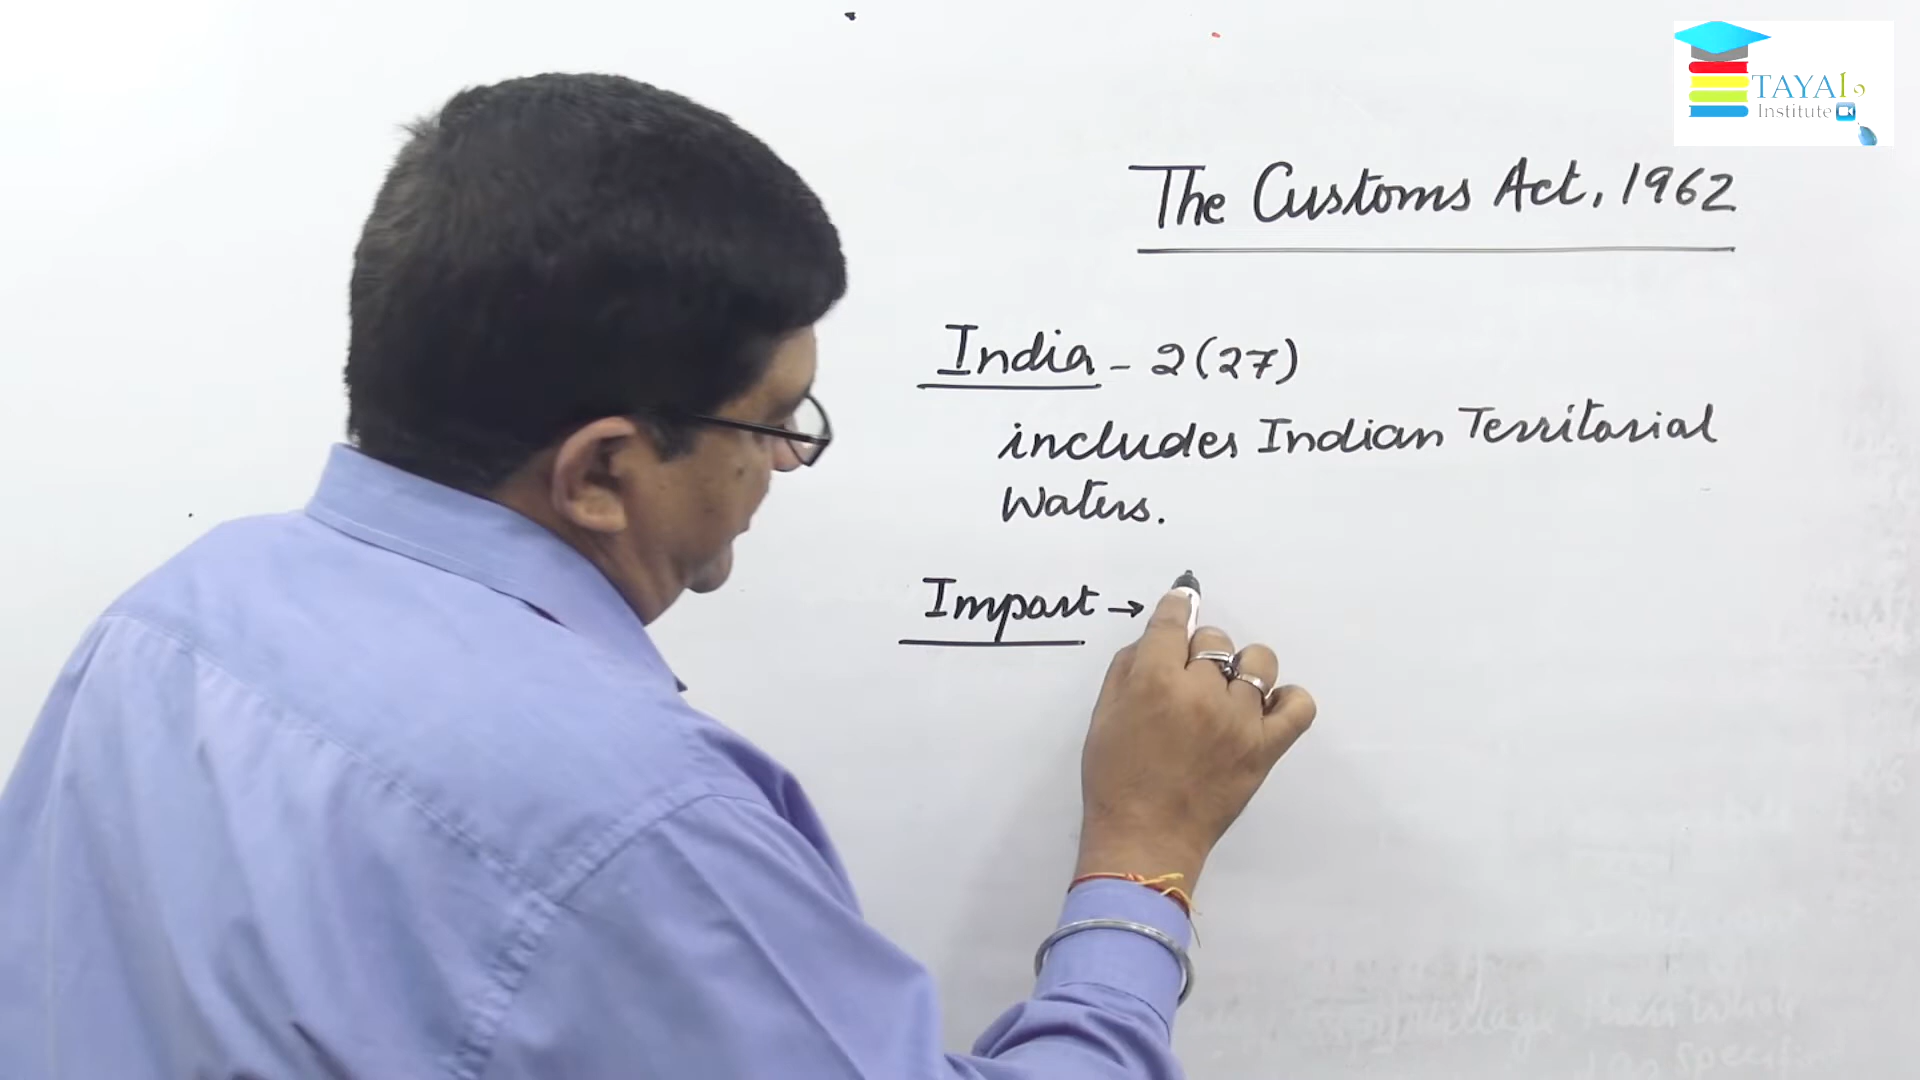 TAYAL
Institute
The Customs Act, 1962
India - 2(27)
includes Indian Territorial
Waters.
Import →